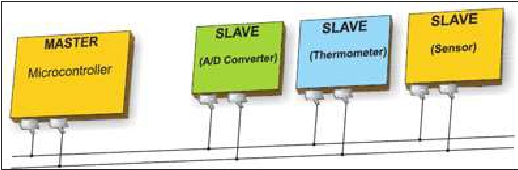 MASTER
Microcontroller
SLAVE
(A/D Converter)
SLAVE
(Thermometer)
SLAVE
(Sensor)